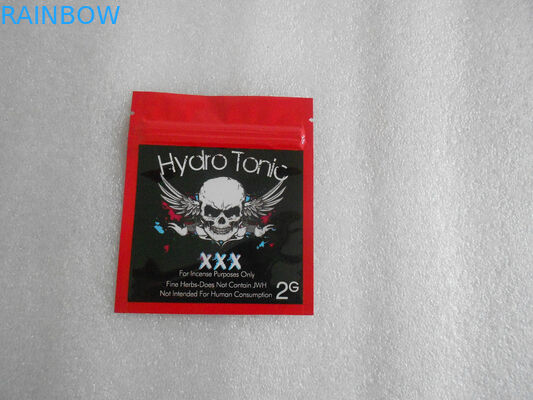 RAINBOW
Hydro Tonic
XXX
For Incense Purposes Only
Fine Herbs-Does Not Contain JWH
Not Intended For Human Consumption 2G